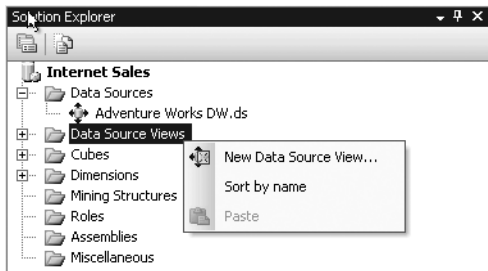 Solution Explorer
Internet Sales
Data Sources
Adventure Works DW.ds
Data Source Views
New Data Source View...
Cubes
Sort by name
Dimensions
Mining Structures
Paste
Roles
Assemblies
Miscellaneous